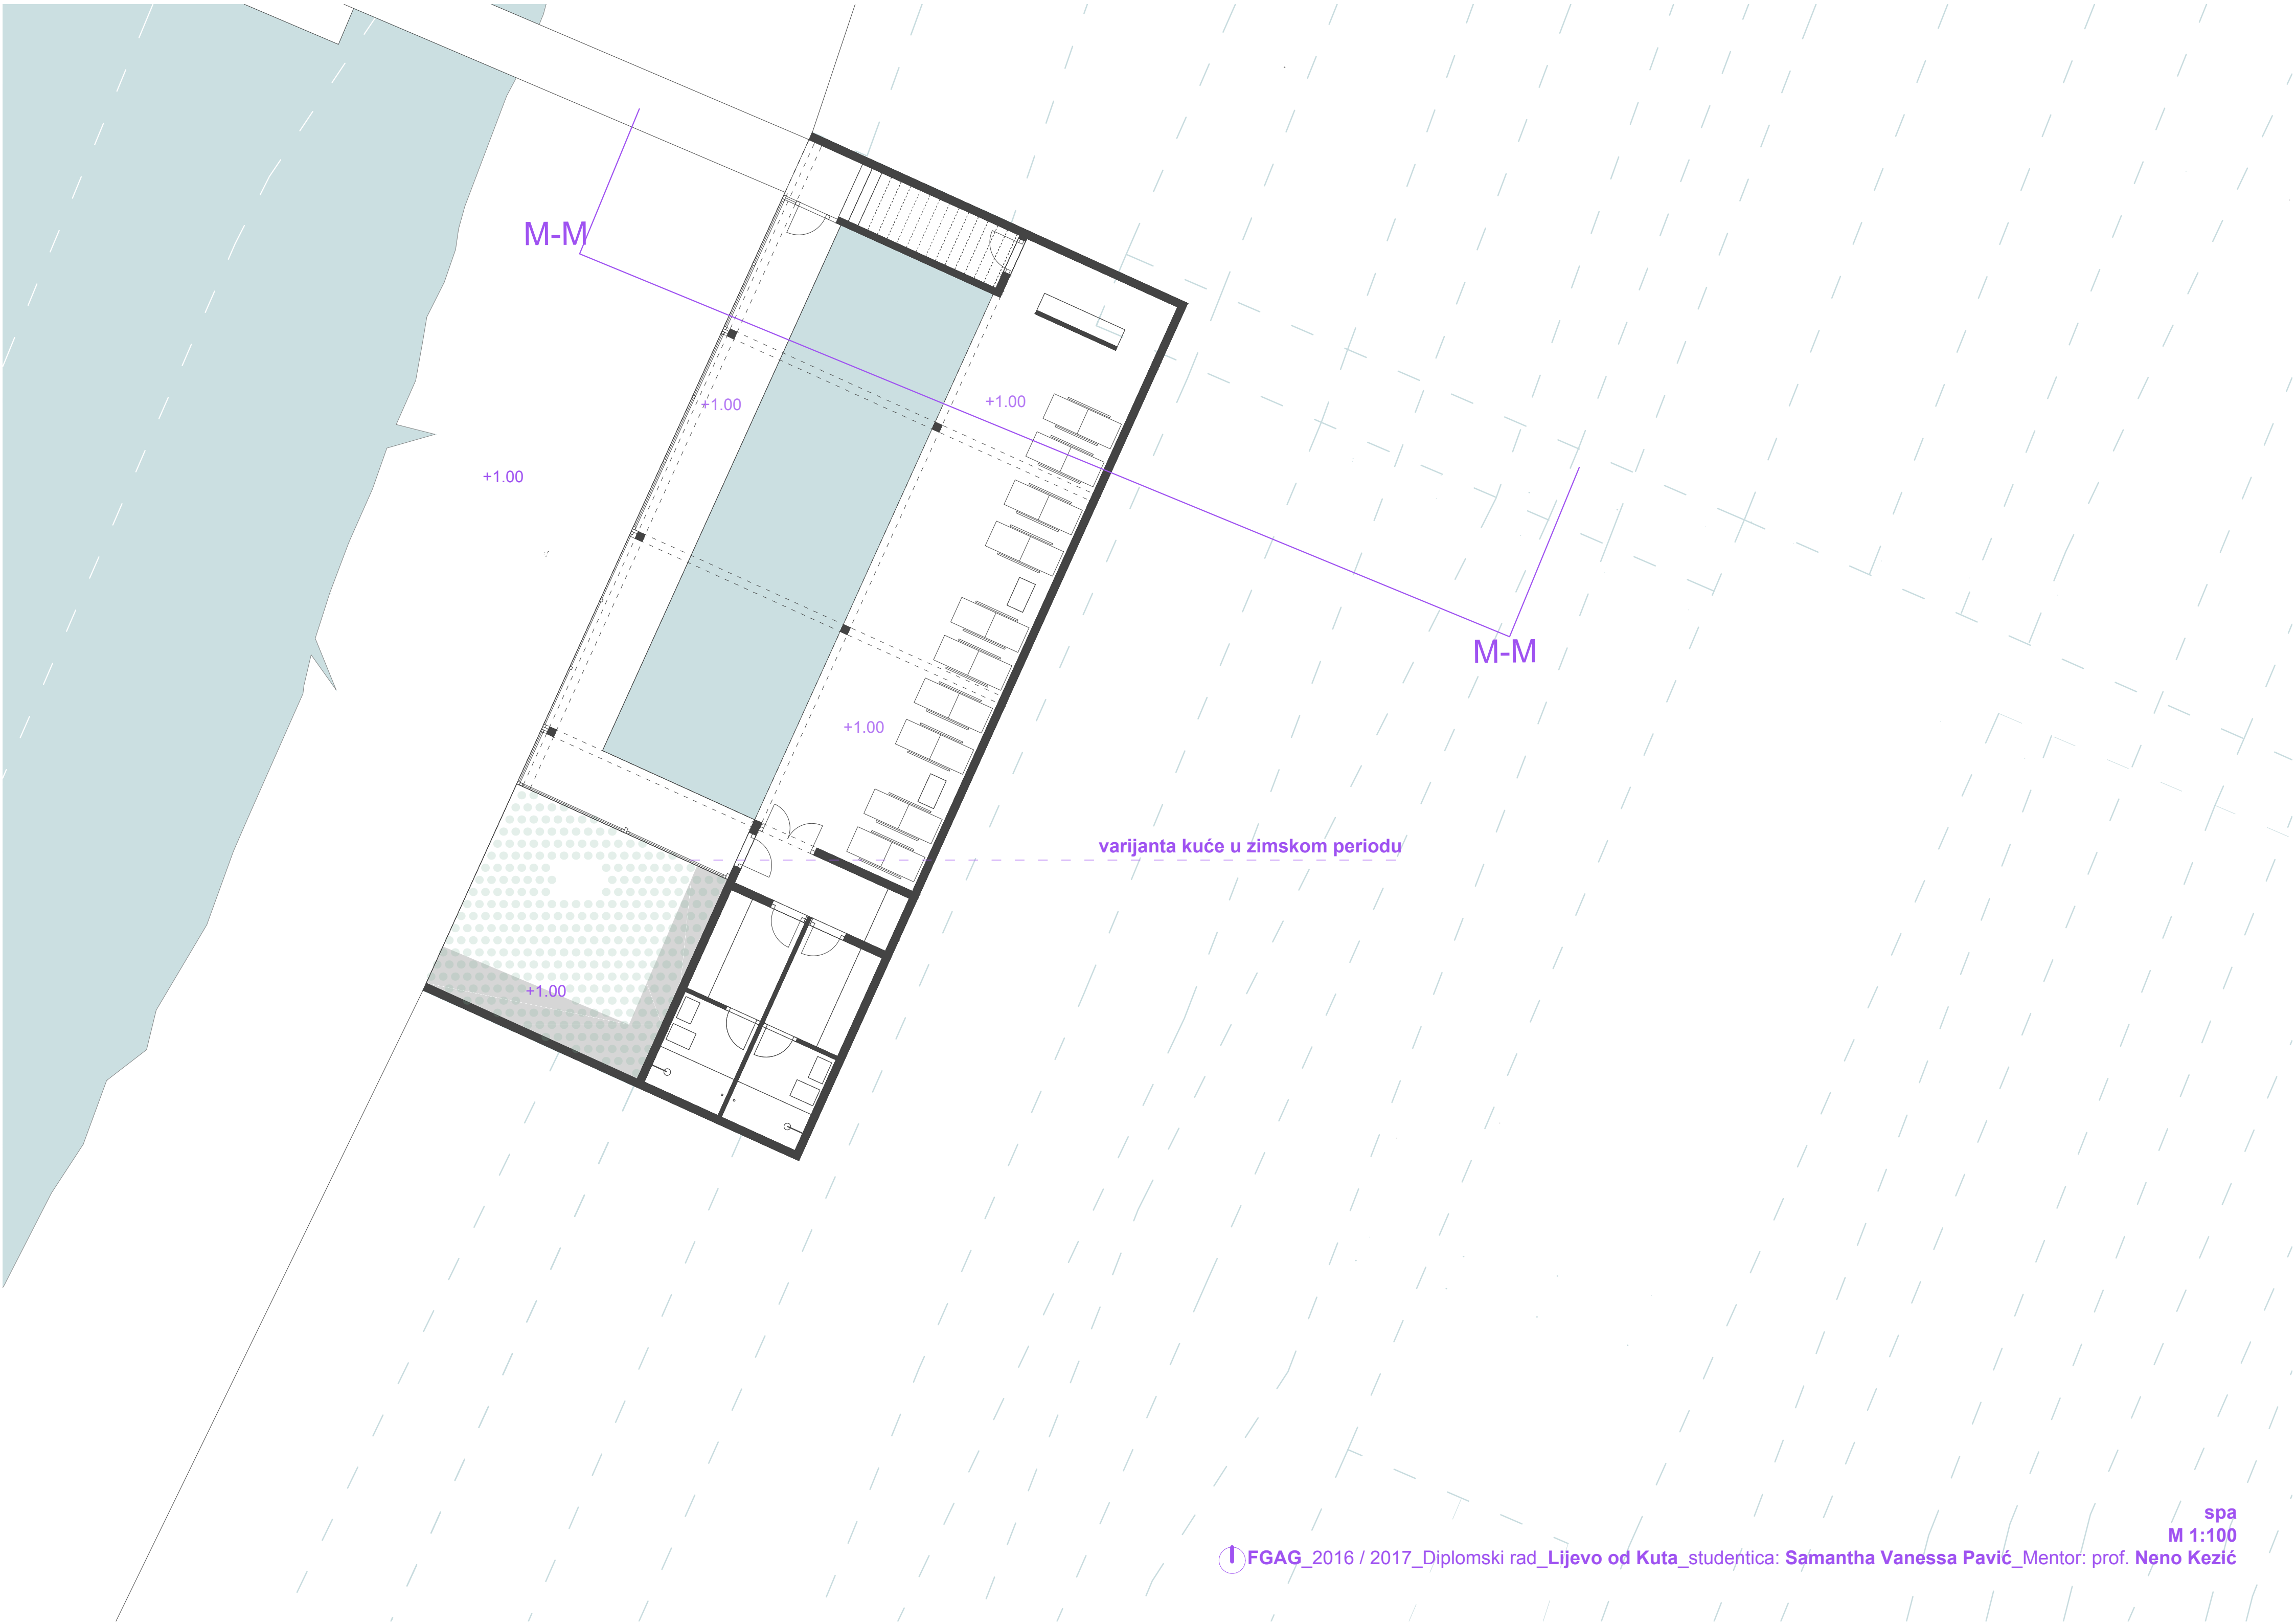 M-M
+1.00
+1.00
+1.00
M-M
+1.00
varijanta kuće u zimskom periodu
+1.00
spa
M 1:100
FGAG_2016 / 2017_Diplomski rad_Lijevo od Kuta_studentica: Samantha Vanessa Pavić_Mentor: prof. Neno Kezić